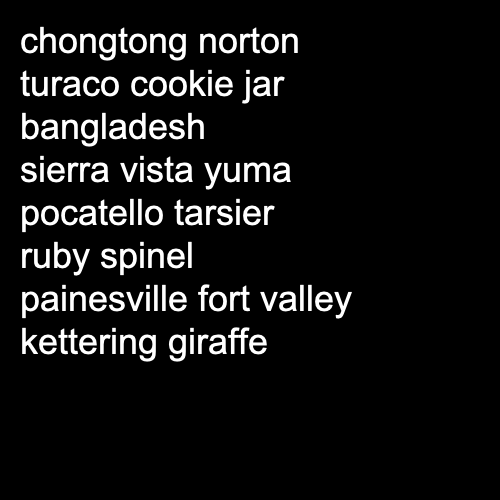 chongtong norton
turaco cookie jar
bangladesh
sierra vista yuma
pocatello tarsier
ruby spinel
painesville fort valley
kettering giraffe